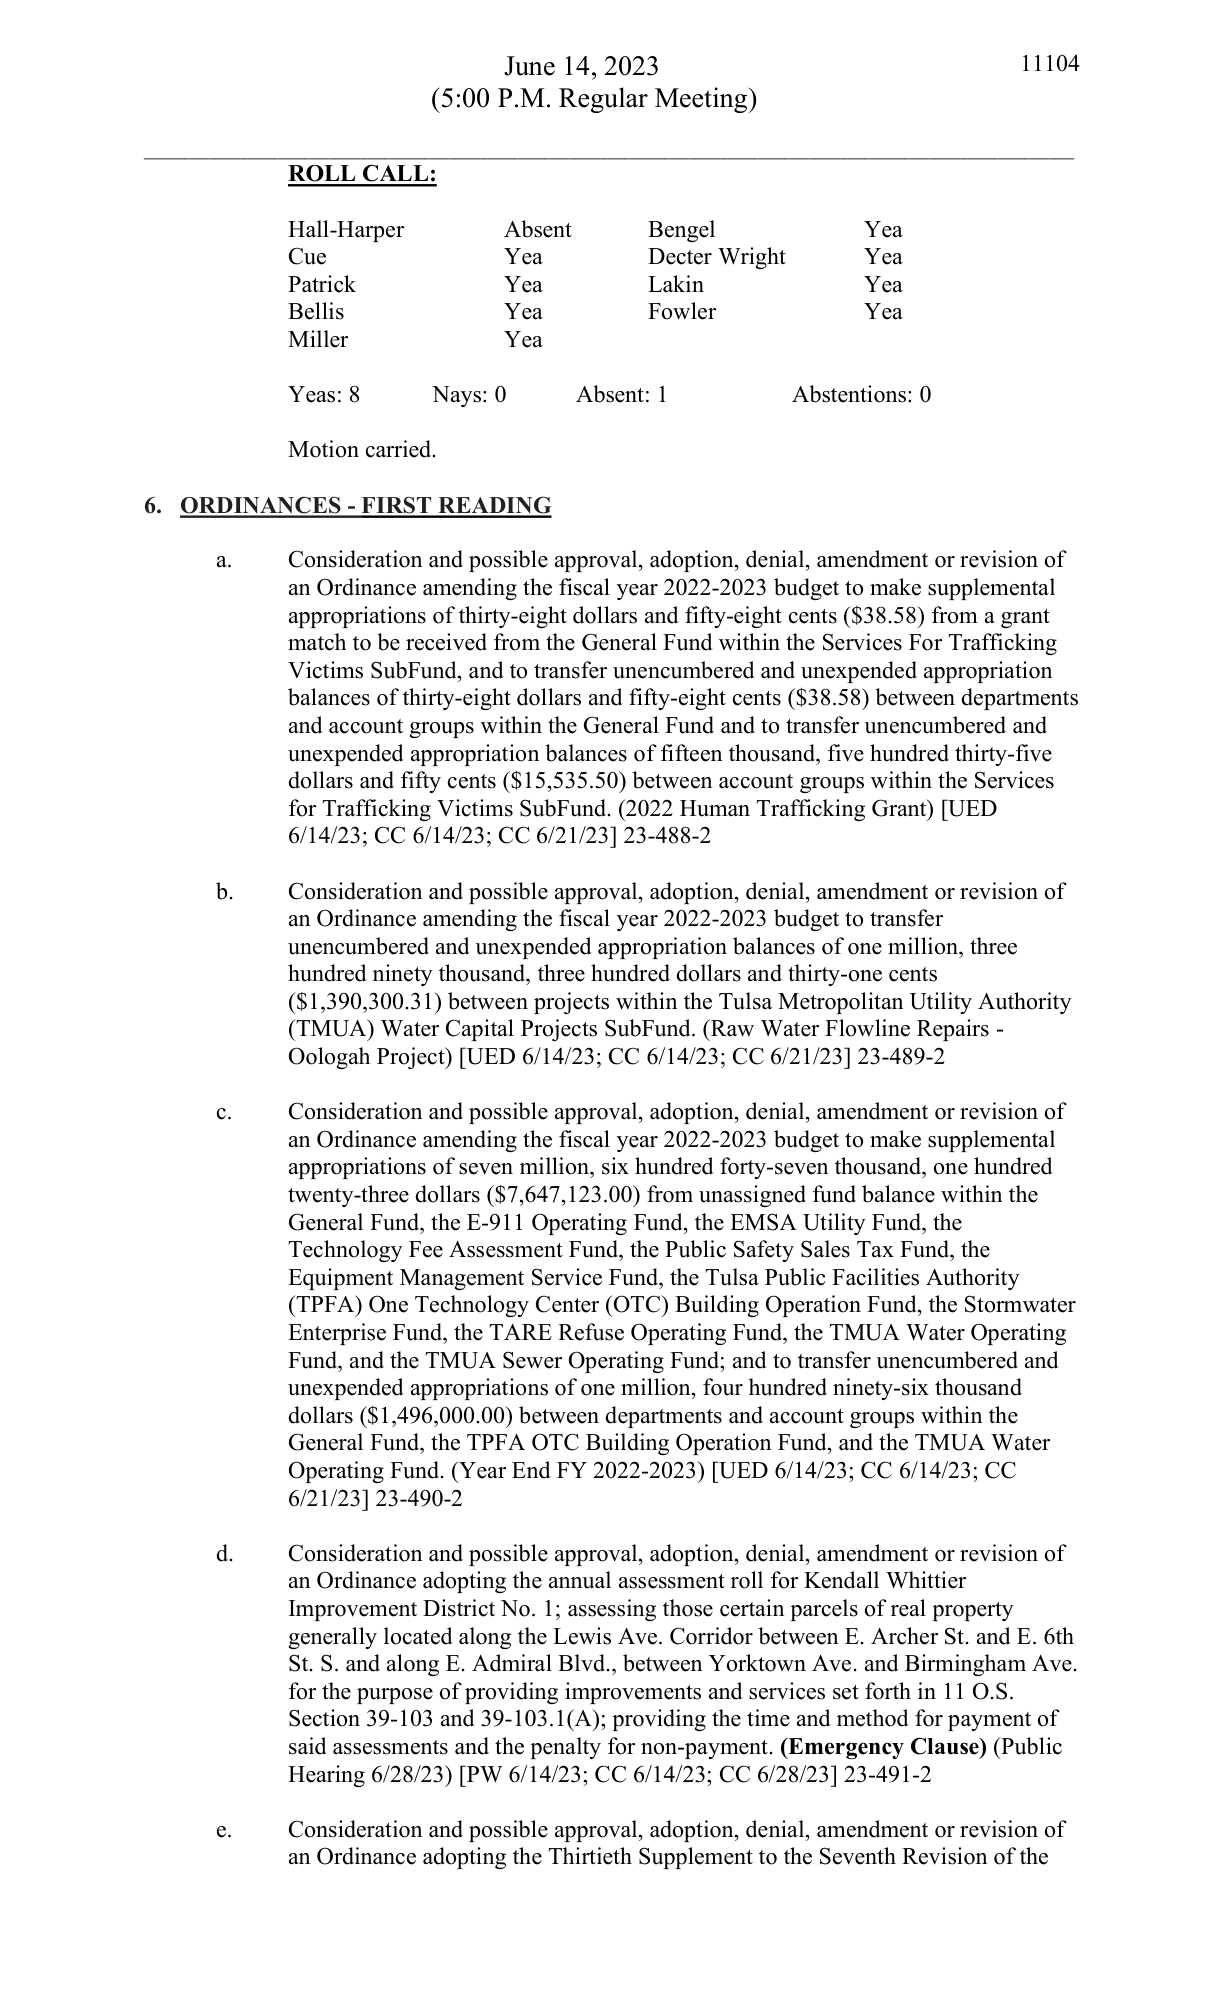 June 14, 2023
11104
(5:00 P.M. Regular Meeting)
ROLL CALL:
Hall-Harper Absent Bengel Yea
Cue Yea Decter Wright Yea
Patrick Yea Lakin Yea
Bellis Yea Fowler Yea
Miller Yea
Yeas: 8 Nays: 0 Absent: 1 Abstentions: 0
Motion carried.
6. ORDINANCES - FIRST READING
a. Consideration and possible approval, adoption, denial, amendment or revision of
an Ordinance amending the fiscal year 2022-2023 budget to make supplemental
appropriations of thirty-eight dollars and fifty-eight cents ($38.58) from a grant
match to be received from the General Fund within the Services For Trafficking
Victims SubFund, and to transfer unencumbered and unexpended appropriation
balances of thirty-eight dollars and fifty-eight cents ($38.58) between departments
and account groups within the General Fund and to transfer unencumbered and
unexpended appropriation balances of fifteen thousand, five hundred thirty-five
dollars and fifty cents ($15,535.50) between account groups within the Services
for Trafficking Victims SubFund. (2022 Human Trafficking Grant) [UED
6/14/23; CC 6/14/23; CC 6/21/23] 23-488-2
b. Consideration and possible approval, adoption, denial, amendment or revision of
an Ordinance amending the fiscal year 2022-2023 budget to transfer
unencumbered and unexpended appropriation balances of one million, three
hundred ninety thousand, three hundred dollars and thirty-one cents
($1,390,300.31) between projects within the Tulsa Metropolitan Utility Authority
(TMUA) Water Capital Projects SubFund. (Raw Water Flowline Repairs -
Oologah Project) [UED 6/14/23; CC 6/14/23; CC 6/21/23] 23-489-2
c. Consideration and possible approval, adoption, denial, amendment or revision of
an Ordinance amending the fiscal year 2022-2023 budget to make supplemental
appropriations of seven million, six hundred forty-seven thousand, one hundred
twenty-three dollars ($7,647,123.00) from unassigned fund balance within the
General Fund, the E-911 Operating Fund, the EMSA Utility Fund, the
Technology Fee Assessment Fund, the Public Safety Sales Tax Fund, the
Equipment Management Service Fund, the Tulsa Public Facilities Authority
(TPFA) One Technology Center (OTC) Building Operation Fund, the Stormwater
Enterprise Fund, the TARE Refuse Operating Fund, the TMUA Water Operating
Fund, and the TMUA Sewer Operating Fund; and to transfer unencumbered and
unexpended appropriations of one million, four hundred ninety-six thousand
dollars ($1,496,000.00) between departments and account groups within the
General Fund, the TPFA OTC Building Operation Fund, and the TMUA Water
Operating Fund. (Year End FY 2022-2023) [UED 6/14/23; CC 6/14/23; CC
6/21/23] 23-490-2
d. Consideration and possible approval, adoption, denial, amendment or revision of
an Ordinance adopting the annual assessment roll for Kendall Whittier
Improvement District No. 1; assessing those certain parcels of real property
generally located along the Lewis Ave. Corridor between E. Archer St. and E. 6th
St. S. and along E. Admiral Blvd., between Yorktown Ave. and Birmingham Ave.
for the purpose of providing improvements and services set forth in 11 O.S.
Section 39-103 and 39-103.1(A); providing the time and method for payment of
said assessments and the penalty for non-payment. (Emergency Clause) (Public
Hearing 6/28/23) [PW 6/14/23; CC 6/14/23; CC 6/28/23] 23-491-2
e. Consideration and possible approval, adoption, denial, amendment or revision of
an Ordinance adopting the Thirtieth Supplement to the Seventh Revision of the